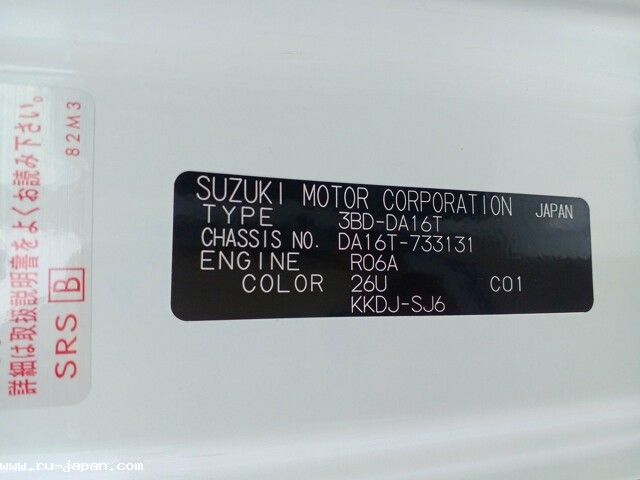 詳細は取扱説明書をよくお読み下さい。
SRS B
82M3
SUZUKI MOTOR CORPORATION JAPAN
TYPE 3BD-DA16T
CHASSIS NO. DA16T-733131
ENGINE R06A
COLOR 26U C01
KKDJ-SJ6
www.ru-japan.com